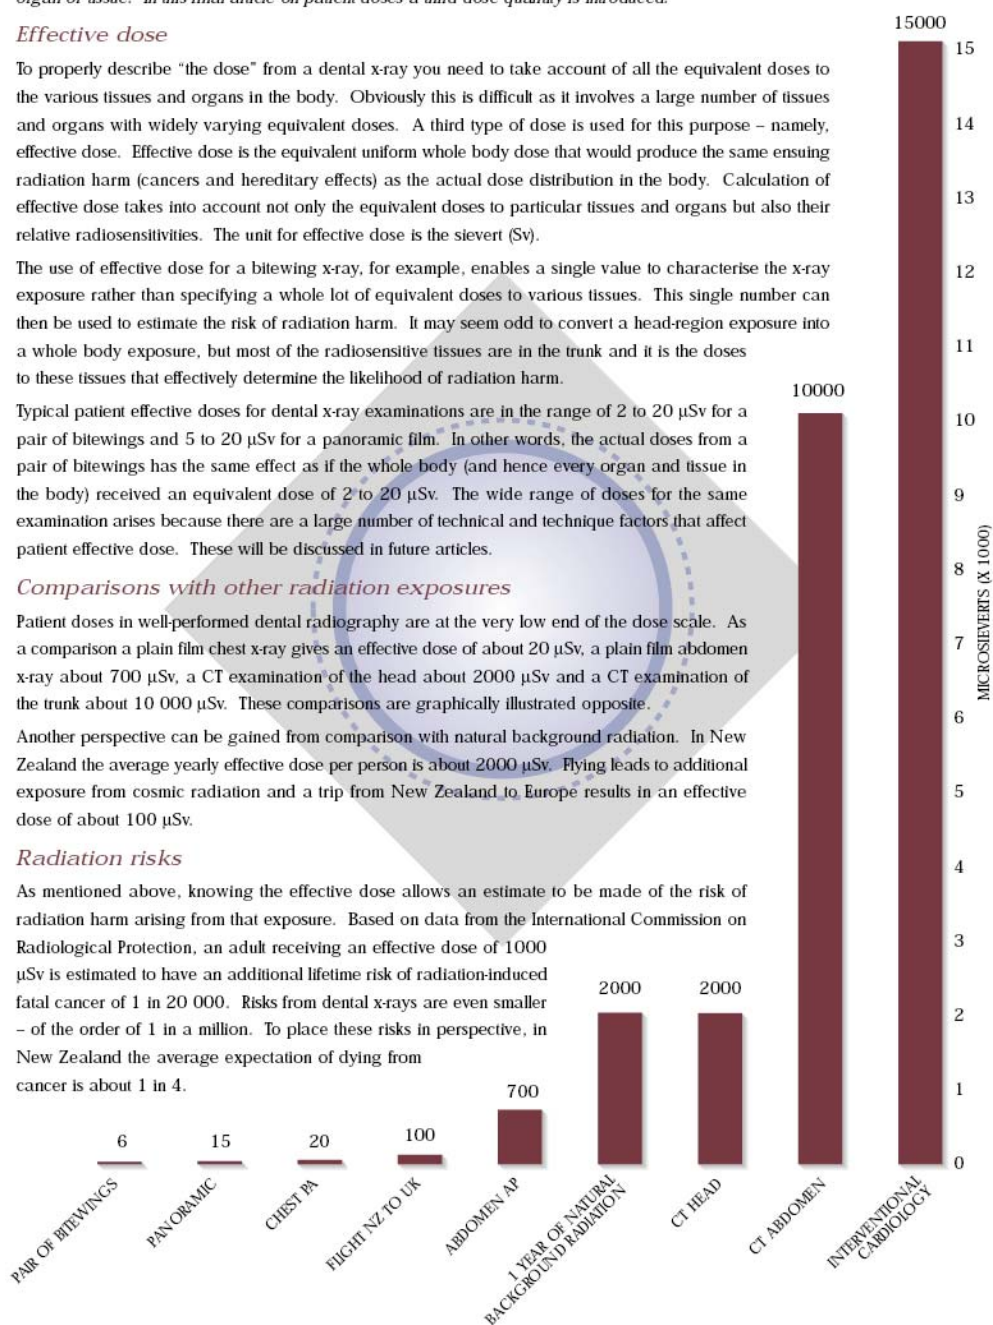 organ or tissue. In this final article on patient doses a third dose quantity is introduced.
Effective dose
To properly describe “the dose” from a dental x-ray you need to take account of all the equivalent doses to
the various tissues and organs in the body. Obviously this is difficult as it involves a large number of tissues
and organs with widely varying equivalent doses. A third type of dose is used for this purpose – namely,
effective dose. Effective dose is the equivalent uniform whole body dose that would produce the same ensuing
radiation harm (cancers and hereditary effects) as the actual dose distribution in the body. Calculation of
effective dose takes into account not only the equivalent doses to particular tissues and organs but also their
relative radiosensitivities. The unit for effective dose is the sievert (Sv).
The use of effective dose for a bitewing x-ray, for example, enables a single value to characterise the x-ray
exposure rather than specifying a whole lot of equivalent doses to various tissues. This single number can
then be used to estimate the risk of radiation harm. It may seem odd to convert a head-region exposure into
a whole body exposure, but most of the radiosensitive tissues are in the trunk and it is the doses
to these tissues that effectively determine the likelihood of radiation harm.
Typical patient effective doses for dental x-ray examinations are in the range of 2 to 20 µSv for a
pair of bitewings and 5 to 20 µSv for a panoramic film. In other words, the actual doses from a
pair of bitewings has the same effect as if the whole body (and hence every organ and tissue in
the body) received an equivalent dose of 2 to 20 µSv. The wide range of doses for the same
examination arises because there are a large number of technical and technique factors that affect
patient effective dose. These will be discussed in future articles.
Comparisons with other radiation exposures
Patient doses in well-performed dental radiography are at the very low end of the dose scale. As
a comparison a plain film chest x-ray gives an effective dose of about 20 µSv, a plain film abdomen
x-ray about 700 µSv, a CT examination of the head about 2000 µSv and a CT examination of
the trunk about 10 000 µSv. These comparisons are graphically illustrated opposite.
Another perspective can be gained from comparison with natural background radiation. In New
Zealand the average yearly effective dose per person is about 2000 µSv. Flying leads to additional
exposure from cosmic radiation and a trip from New Zealand to Europe results in an effective
dose of about 100 µSv.
Radiation risks
As mentioned above, knowing the effective dose allows an estimate to be made of the risk of
radiation harm arising from that exposure. Based on data from the International Commission on
Radiological Protection, an adult receiving an effective dose of 1000
µSv is estimated to have an additional lifetime risk of radiation-induced
fatal cancer of 1 in 20 000. Risks from dental x-rays are even smaller
– of the order of 1 in a million. To place these risks in perspective, in
New Zealand the average expectation of dying from
cancer is about 1 in 4.
6
15
20
100
700
2000
2000
10000
15000
15
14
13
12
11
10
9
8
7
6
5
4
3
2
1
0
MICROSIEVERTS (X 1000)
PAIR OF BITEWINGS
PANORAMIC
CHEST PA
FLIGHT NZ TO UK
ABDOMEN AP
1 YEAR OF NATURAL
BACKGROUND RADIATION
CT HEAD
CT ABDOMEN
INTERVENTIONAL
CARDIOLOGY